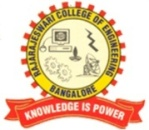 RAJARAJESWARI COLLEGE OF ENGINEERING
BANGALORE
KNOWLEDGE IS POWER